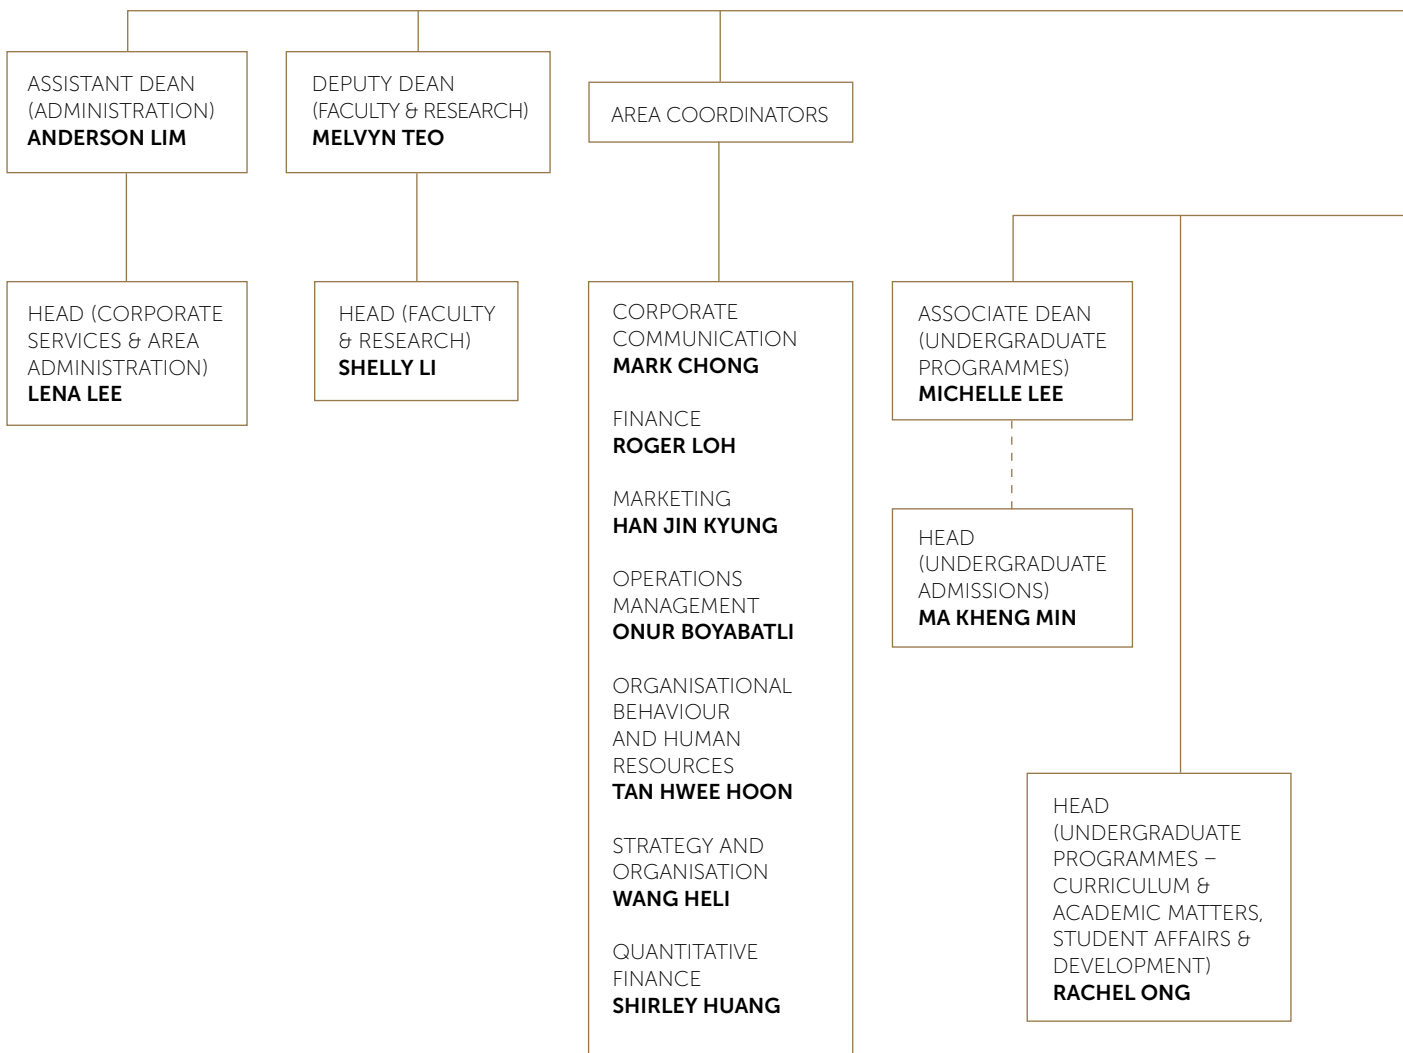 ASSISTANT DEAN
(ADMINISTRATION)
ANDERSON LIM
DEPUTY DEAN
(FACULTY & RESEARCH)
MELVYN TEO
AREA COORDINATORS
HEAD (CORPORATE
SERVICES & AREA
ADMINISTRATION)
LENA LEE
HEAD (FACULTY
& RESEARCH)
SHELLY LI
CORPORATE
COMMUNICATION
MARK CHONG
FINANCE
ROGER LOH
MARKETING
HAN JIN KYUNG
OPERATIONS
MANAGEMENT
ONUR BOYABATLI
ORGANISATIONAL
BEHAVIOUR
AND HUMAN
RESOURCES
TAN HWEE HOON
STRATEGY AND
ORGANISATION
WANG HELI
QUANTITATIVE
FINANCE
SHIRLEY HUANG
ASSOCIATE DEAN
(UNDERGRADUATE
PROGRAMMES)
MICHELLE LEE
HEAD
(UNDERGRADUATE
ADMISSIONS)
MA KHENG MIN
HEAD
(UNDERGRADUATE
PROGRAMMES –
CURRICULUM &
ACADEMIC MATTERS,
STUDENT AFFAIRS &
DEVELOPMENT)
RACHEL ONG